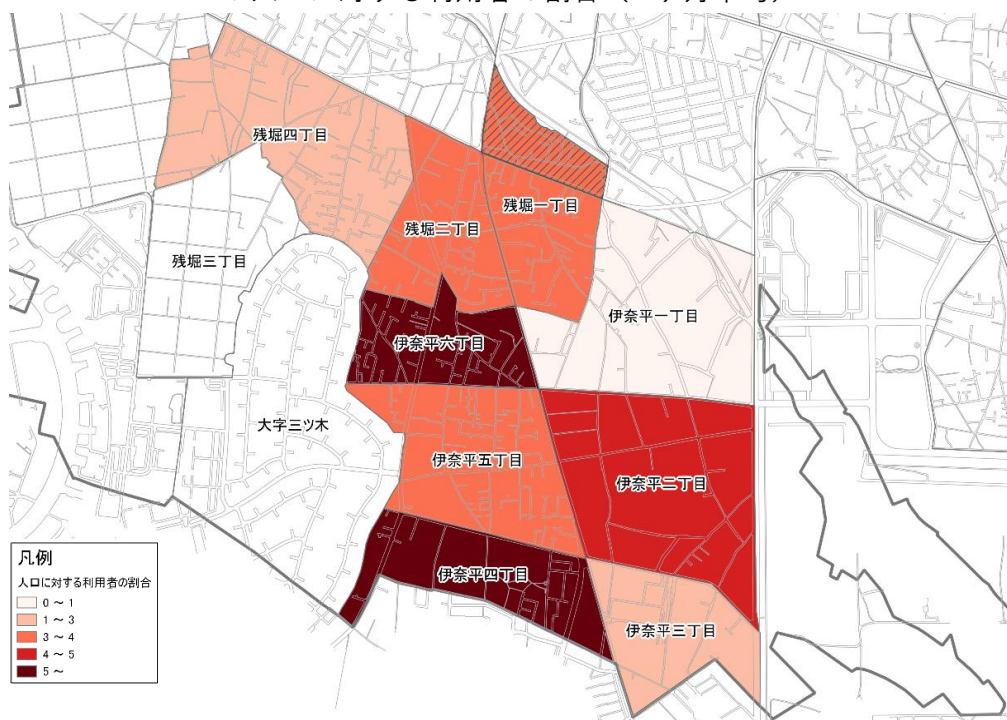 残堀四丁目
残堀一丁目
残堀二丁目
残堀三丁目
伊奈平一丁目
伊奈平六丁目
大字三ツ木
伊奈平五丁目
伊奈平二丁目
伊奈平四丁目
伊奈平三丁目
凡例
人口に対する利用者の割合
0 ~ 1
1 ~ 3
3 ~ 4
4 ~ 5
5 ~